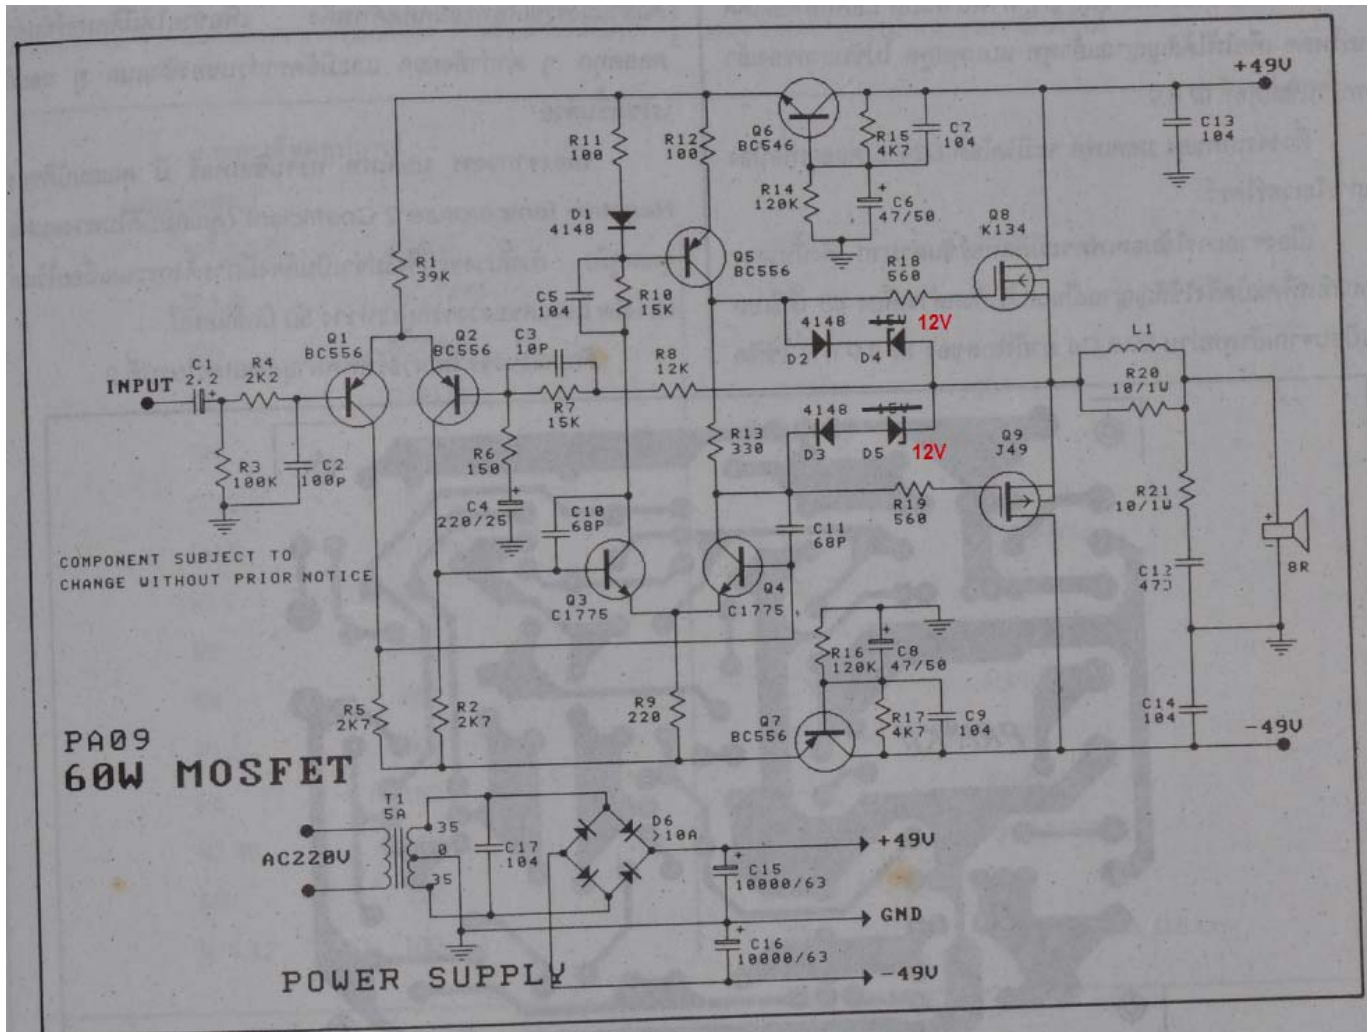 +49V
C13
104
R11
100
R12
100
Q6
BC546
R15
4K7
C7
104
R14
120K
C6
47/50
Q8
K134
D1
4148
R1
39K
Q5
BC556
R18
560
C5
104
R10
15K
4148
15V
12V
D2
D4
L1
Q1
BC556
Q2
BC556
C3
10P
R8
12K
R20
10/1W
INPUT
C1
2.2
R4
2K2
R7
15K
4148
15V
12V
D3
D5
R13
330
Q9
J49
R3
100K
C2
100p
R6
150
C4
220/25
C10
68P
R19
560
C11
68P
R21
10/1W
8R
C12
COMPONENT SUBJECT TO
CHANGE WITHOUT PRIOR NOTICE
Q3
C1775
Q4
C1775
R16
120K
C8
47/50
R5
2K7
R2
2K7
R9
220
Q7
BC556
R17
4K7
C9
104
C14
104
-49V
PA09
60W MOSFET
T1
5A
35
0
35
AC220V
C17
104
D6
>10A
C15
10000/63
+49V
GND
C16
10000/63
-49V
POWER SUPPLY